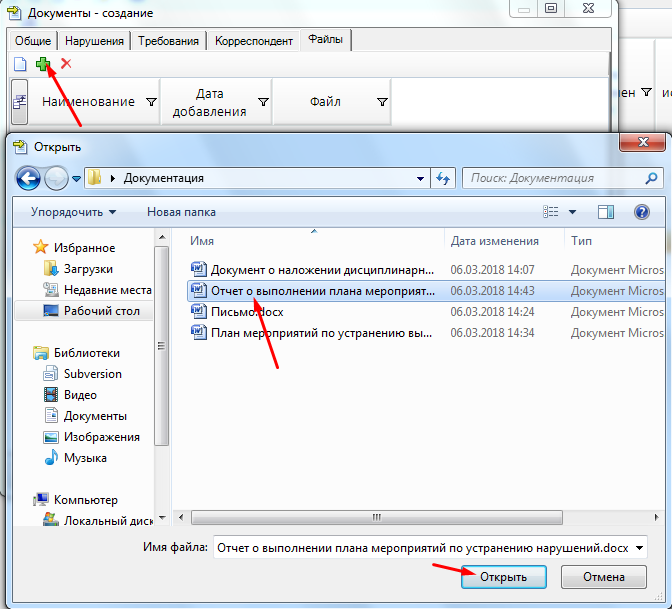 Документы - создание
Общие Нарушения Требования Корреспондент Файлы
Наименование Дата добавления Файл
ен ис
Открыть
Документация Поиск: Документация
Упорядочить Новая папка
Имя Дата изменения Тип
Избранное
Загрузки
Недавние места
Рабочий стол
Библиотеки
Subversion
Видео
Документы
Изображения
Музыка
Компьютер
Локальный диск
Документ о наложении дисциплинарн... 06.03.2018 14:07 Документ Micros
Отчет о выполнении плана мероприят... 06.03.2018 14:43 Документ Micros
Письмо.docx 06.03.2018 14:24 Документ Micros
План мероприятий по устранению вы... 06.03.2018 14:34 Документ Micros
Имя файла: Отчет о выполнении плана мероприятий по устранению нарушений.docx
Открыть Отмена